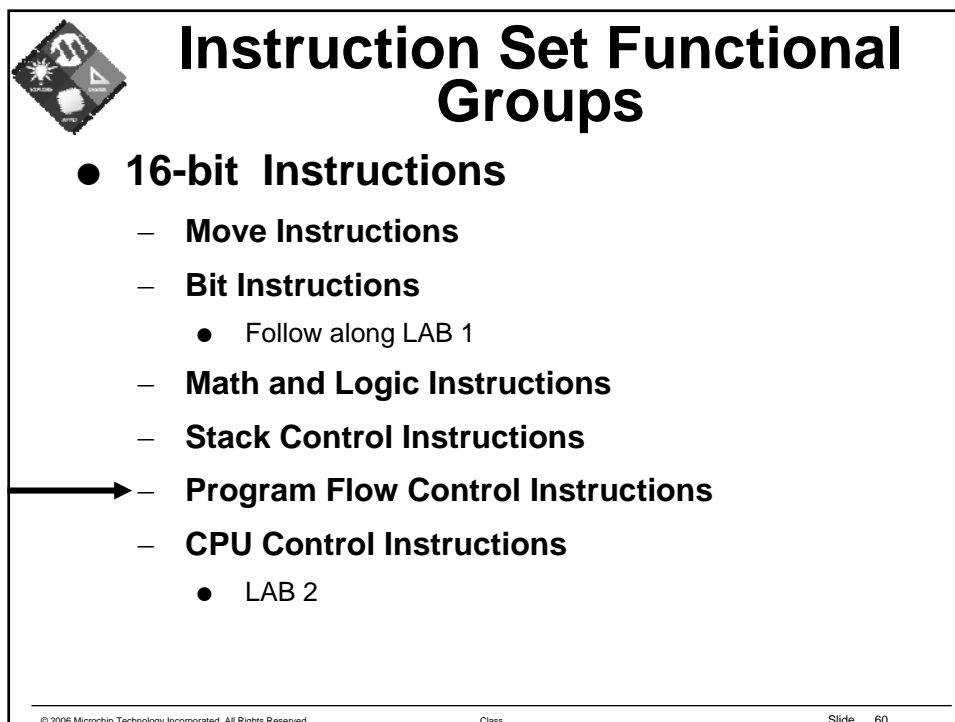 Instruction Set Functional
Groups
● 16-bit Instructions
– Move Instructions
– Bit Instructions
● Follow along LAB 1
– Math and Logic Instructions
– Stack Control Instructions
– Program Flow Control Instructions
– CPU Control Instructions
● LAB 2
© 2006 Microchip Technology Incorporated. All Rights Reserved. Class Slide 60